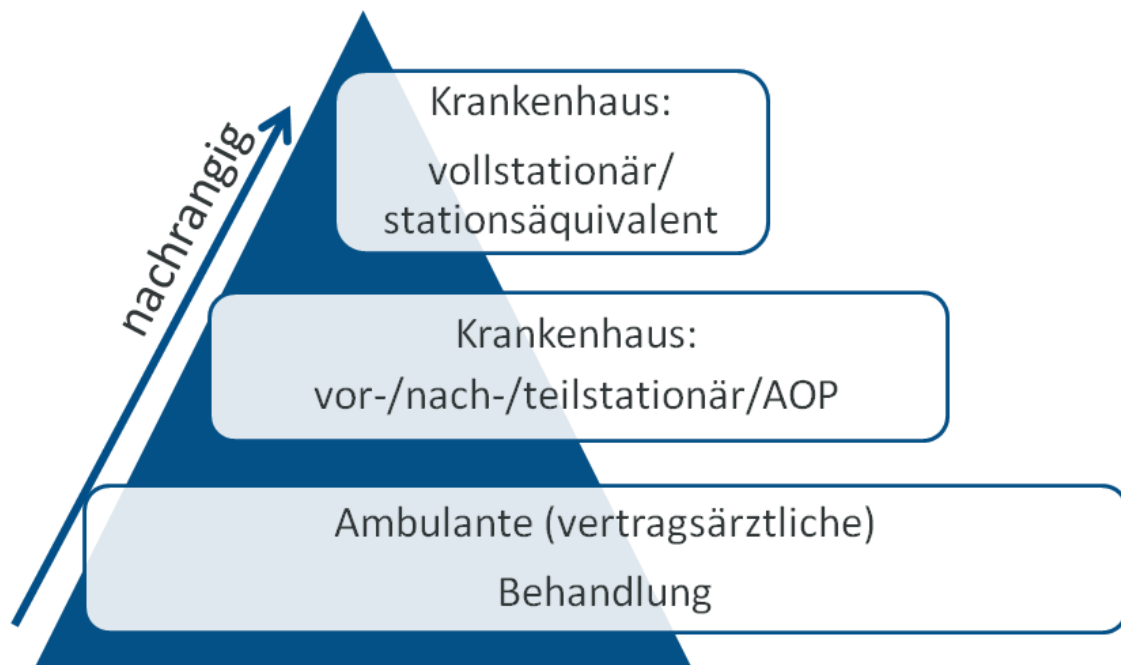 nachrangig
Krankenhaus:
vollstationär/
stationsäquivalent
Krankenhaus:
vor-/nach-/teilstationär/AOP
Ambulante (vertragsärztliche)
Behandlung